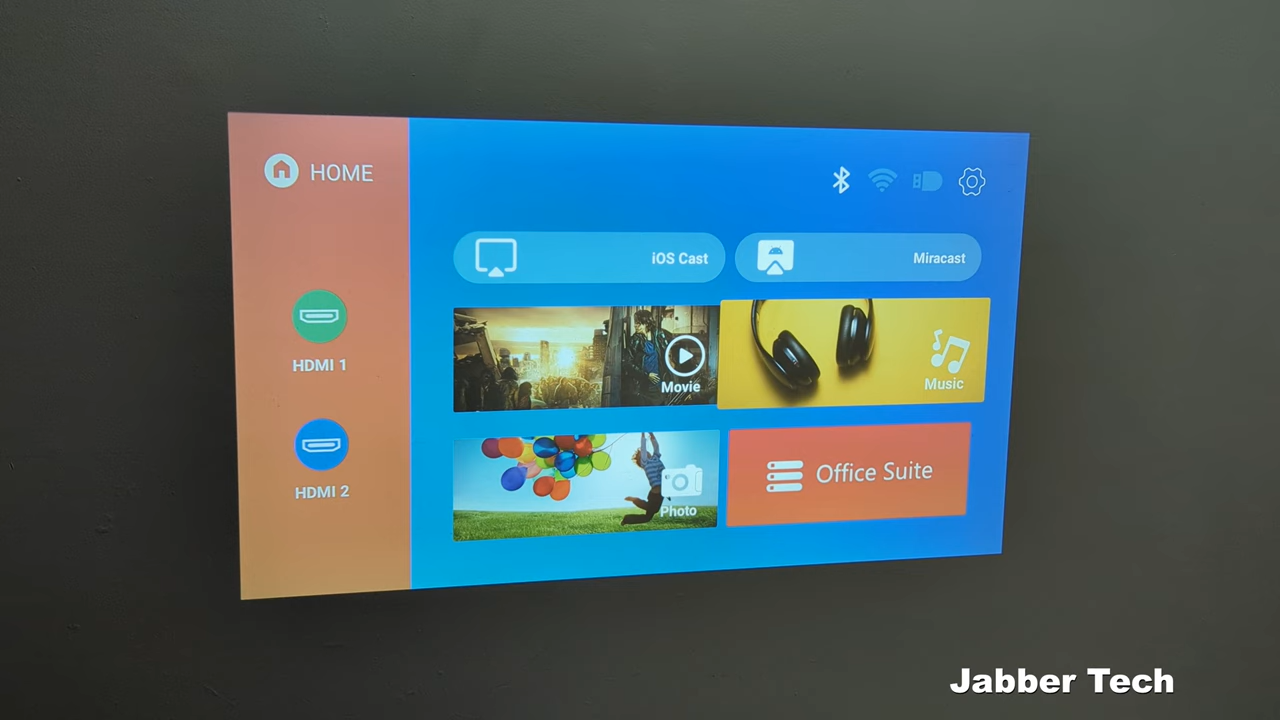 HOME
iOS Cast
Miracast
HDMI 1
Movie
Music
HDMI 2
Photo
Office Suite
Jabber Tech